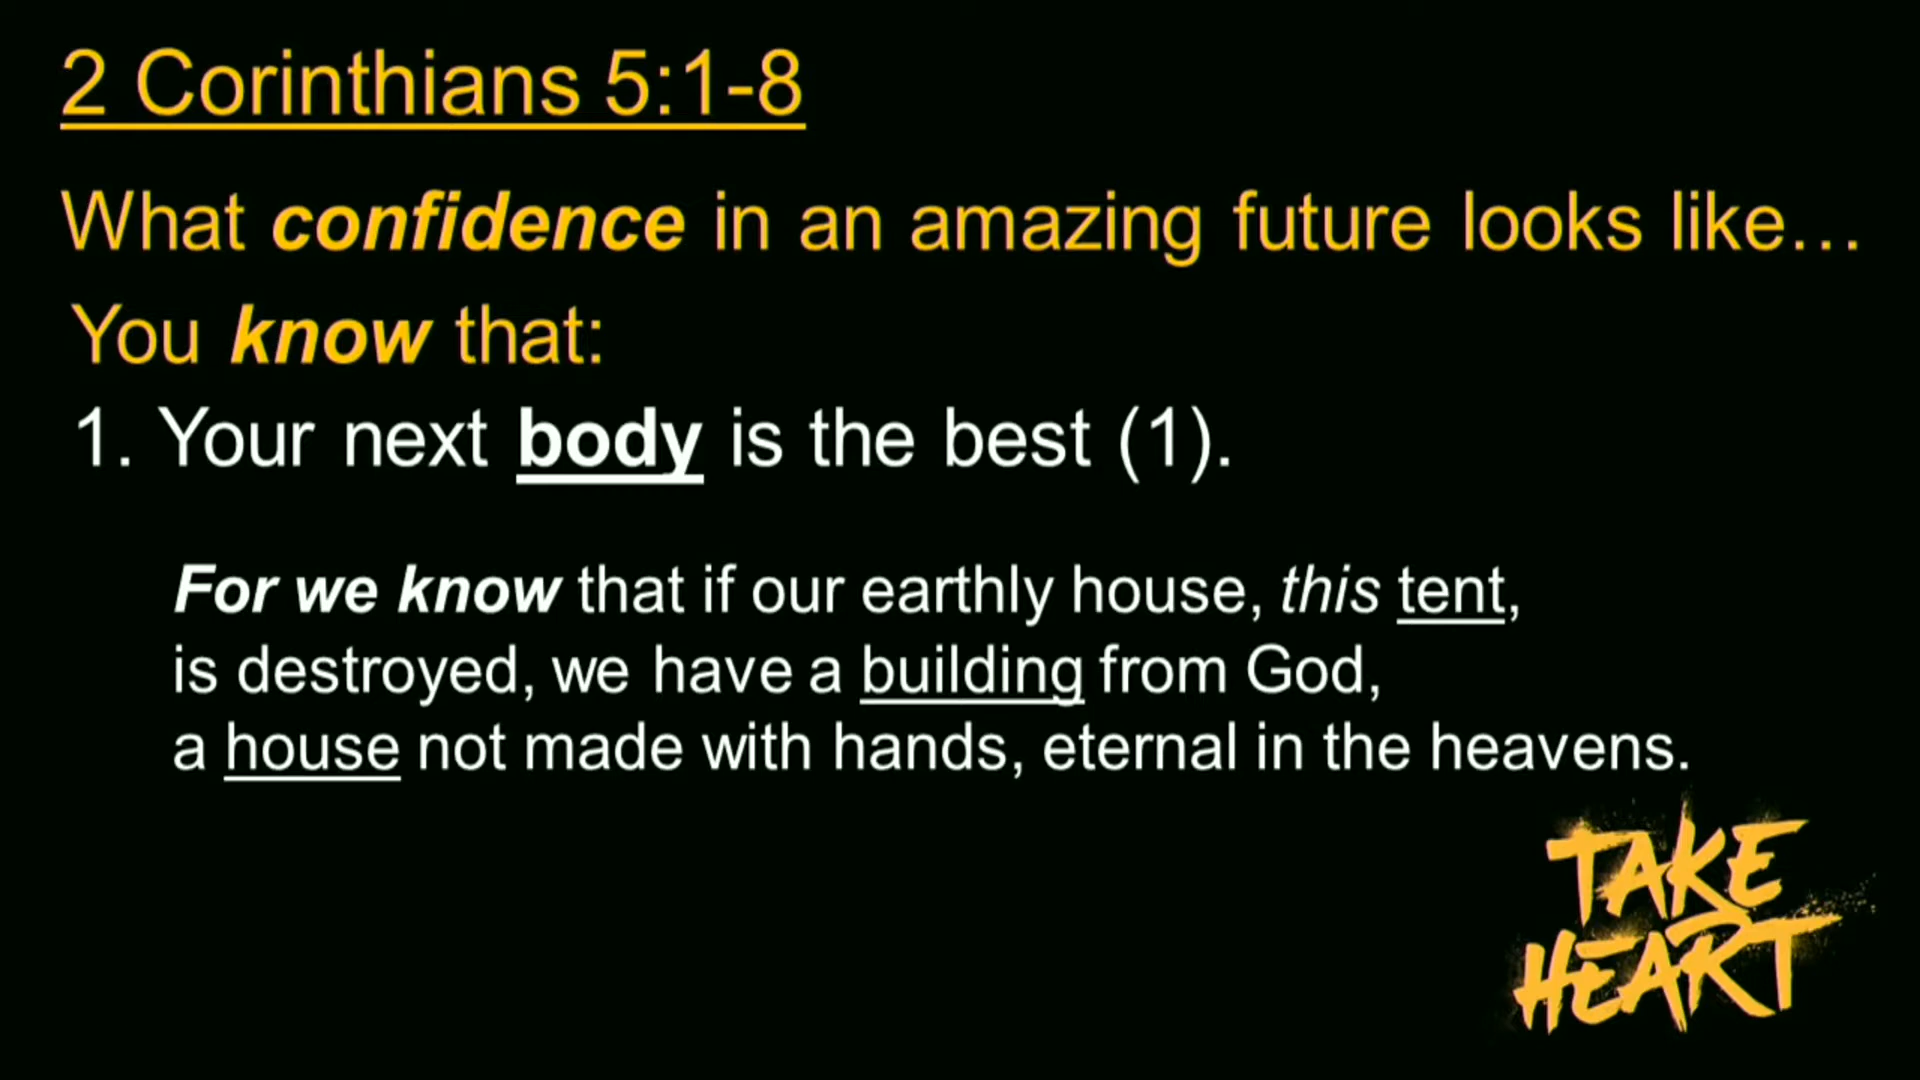 2 Corinthians 5:1-8
What confidence in an amazing future looks like…
You know that:
1. Your next body is the best (1).
For we know that if our earthly house, this tent,
is destroyed, we have a building from God,
a house not made with hands, eternal in the heavens.
TAKE
HEART